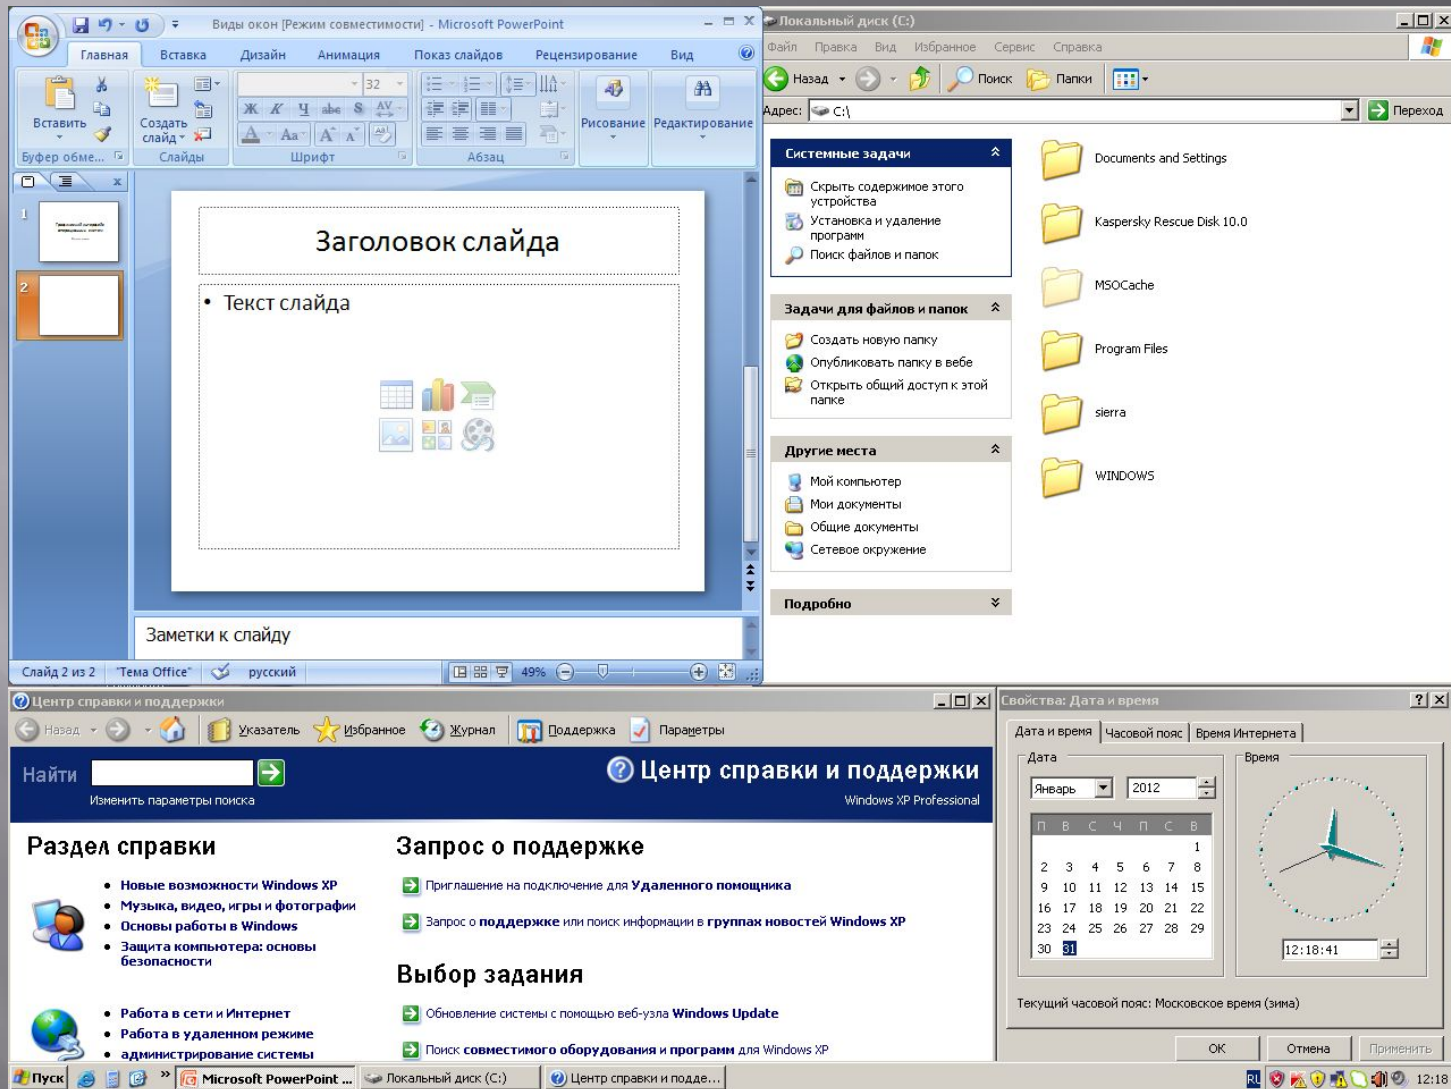 Виды окон [Режим совместимости] - Microsoft PowerPoint
Главная Вставка Дизайн Анимация Показ слайдов Рецензирование Вид
32
Ж К Ч abe S AV
A Aa A A
Вставить
Создать слайд
Рисование
Редактирование
Буфер обме... Слайды Шрифт Абзац
1
2
Заголовок слайда
• Текст слайда
Заметки к слайду
Слайд 2 из 2 "Тема Office" русский 49%
Локальный диск (C:)
Файл Правка Вид Избранное Сервис Справка
Назад Поиск Папки
Адрес: C:\ Переход
Системные задачи
Скрыть содержимое этого
устройства
Установка и удаление
программ
Поиск файлов и папок
Задачи для файлов и папок
Создать новую папку
Опубликовать папку в вебе
Открыть общий доступ к этой
папке
Другие места
Мой компьютер
Мои документы
Общие документы
Сетевое окружение
Подробно
Documents and Settings
Kaspersky Rescue Disk 10.0
MSOCache
Program Files
sierra
WINDOWS
Центр справки и поддержки
Назад Указатель Избранное Журнал Поддержка Параметры
Найти
Изменить параметры поиска
Центр справки и поддержки
Windows XP Professional
Раздел справки
• Новые возможности Windows XP
• Музыка, видео, игры и фотографии
• Основы работы в Windows
• Защита компьютера: основы
безопасности
• Работа в сети и Интернет
• Работа в удаленном режиме
• администрирование системы
Запрос о поддержке
Приглашение на подключение для Удаленного помощника
Запрос о поддержке или поиск информации в группах новостей Windows XP
Выбор задания
Обновление системы с помощью веб-узла Windows Update
Поиск совместимого оборудования и программ для Windows XP
Свойства: Дата и время
Дата и время Часовой пояс Время Интернета
Дата
Январь 2012
П В С Ч П С В
1
2 3 4 5 6 7 8
9 10 11 12 13 14 15
16 17 18 19 20 21 22
23 24 25 26 27 28 29
30 31
Время
12:18:41
Текущий часовой пояс: Московское время (зима)
ОК Отмена Применить
Пуск » Microsoft PowerPoint ... Локальный диск (C:) Центр справки и подде... RL 12:18